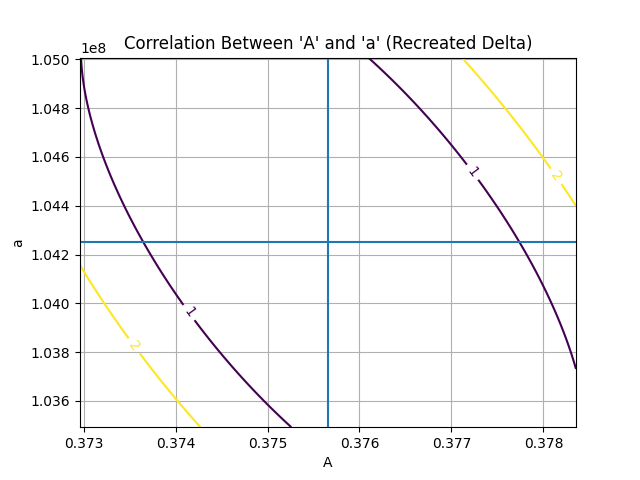 Correlation Between 'A' and 'a' (Recreated Delta)
1e8
1.050
1.048
1.046
1.044
1.042
1.040
1.038
1.036
a
1
2
1
2
0.373 0.374 0.375 0.376 0.377 0.378
A